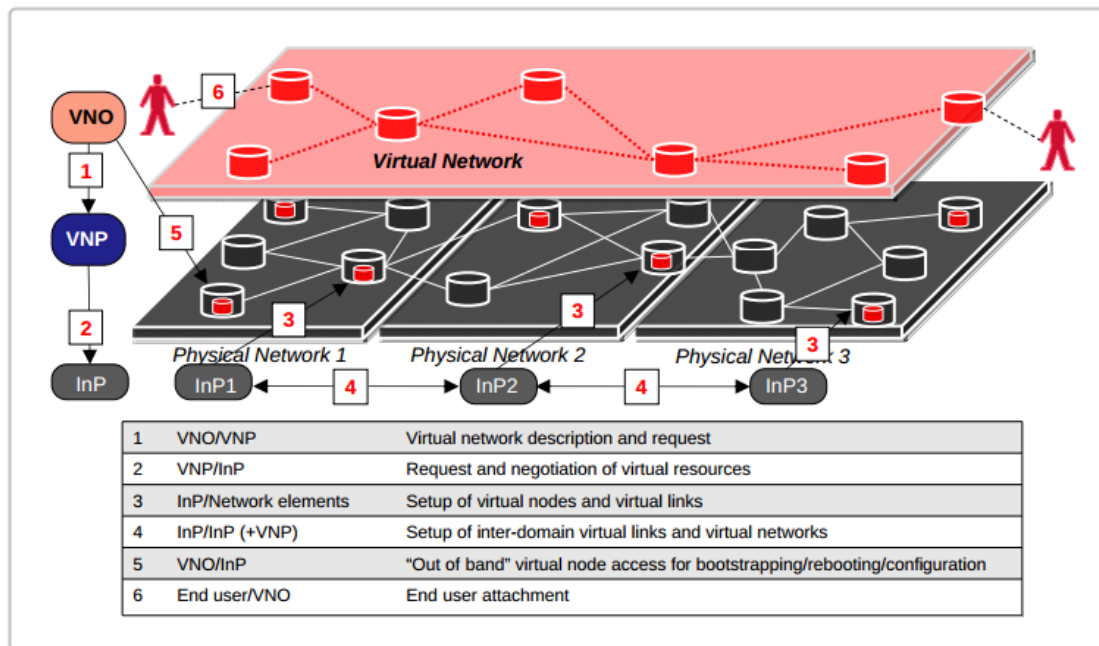 6
VNO
Virtual Network
1
VNP
5
3
3
2
3
Physical Network 1
Physical Network 2
Physical Network 3
InP
InP1
4
InP2
4
InP3
1 VNO/VNP Virtual network description and request
2 VNP/InP Request and negotiation of virtual resources
3 InP/Network elements Setup of virtual nodes and virtual links
4 InP/InP (+VNP) Setup of inter-domain virtual links and virtual networks
5 VNO/InP “Out of band” virtual node access for bootstrapping/rebooting/configuration
6 End user/VNO End user attachment